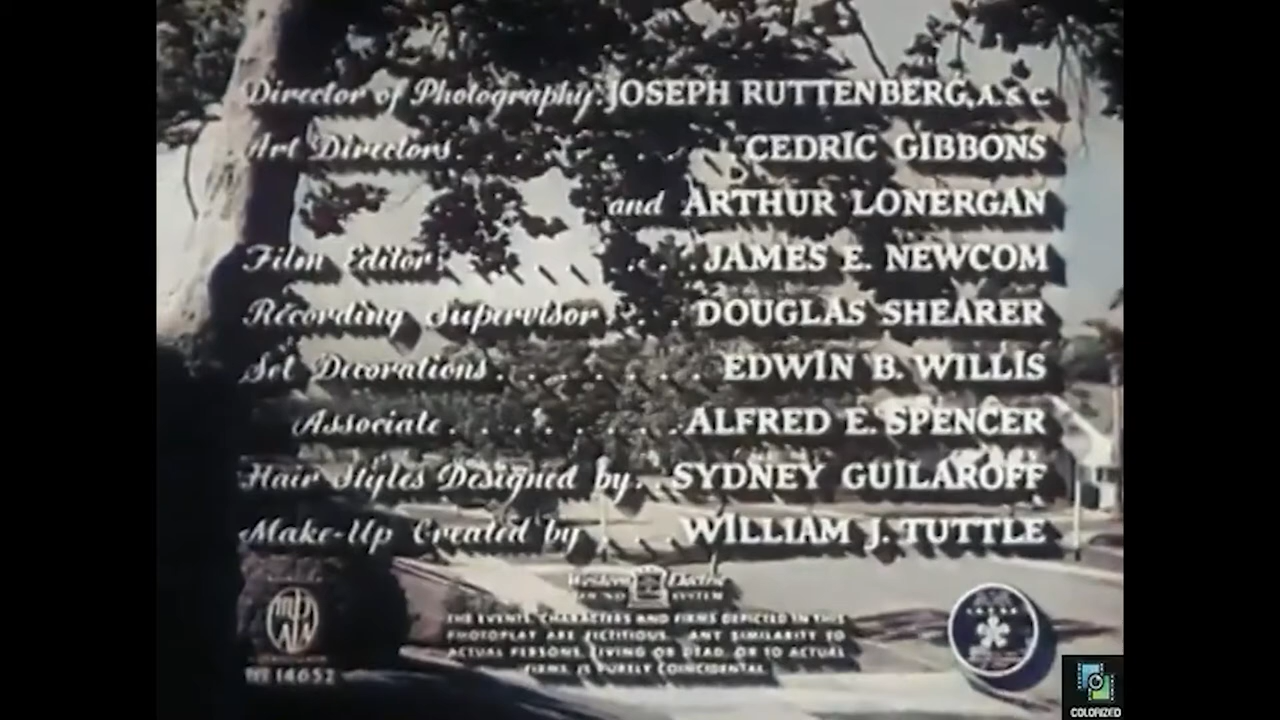 Director of Photography. JOSEPH RUTTENBERG, A.S.C.
Art Directors. . . . . . . . . . CEDRIC GIBBONS
and ARTHUR LONERGAN
Film Editor. . . . . . . . . . JAMES E. NEWCOM
Recording Supervisor . . . . DOUGLAS SHEARER
Set Decorations . . . . . . . . EDWIN B. WILLIS
Associate . . . . . . . . ALFRED E. SPENCER
Hair Styles Designed by. . SYDNEY GUILAROFF
Make-Up Created by . . . . WILLIAM J. TUTTLE
Western Electric
SOUND SYSTEM
THE EVENTS, CHARACTERS AND FIRMS DEPICTED IN THIS
PHOTOPLAY ARE FICTITIOUS. ANY SIMILARITY TO
ACTUAL PERSONS, LIVING OR DEAD, OR TO ACTUAL
FIRMS, IS PURELY COINCIDENTAL.
14652
COLORIZED